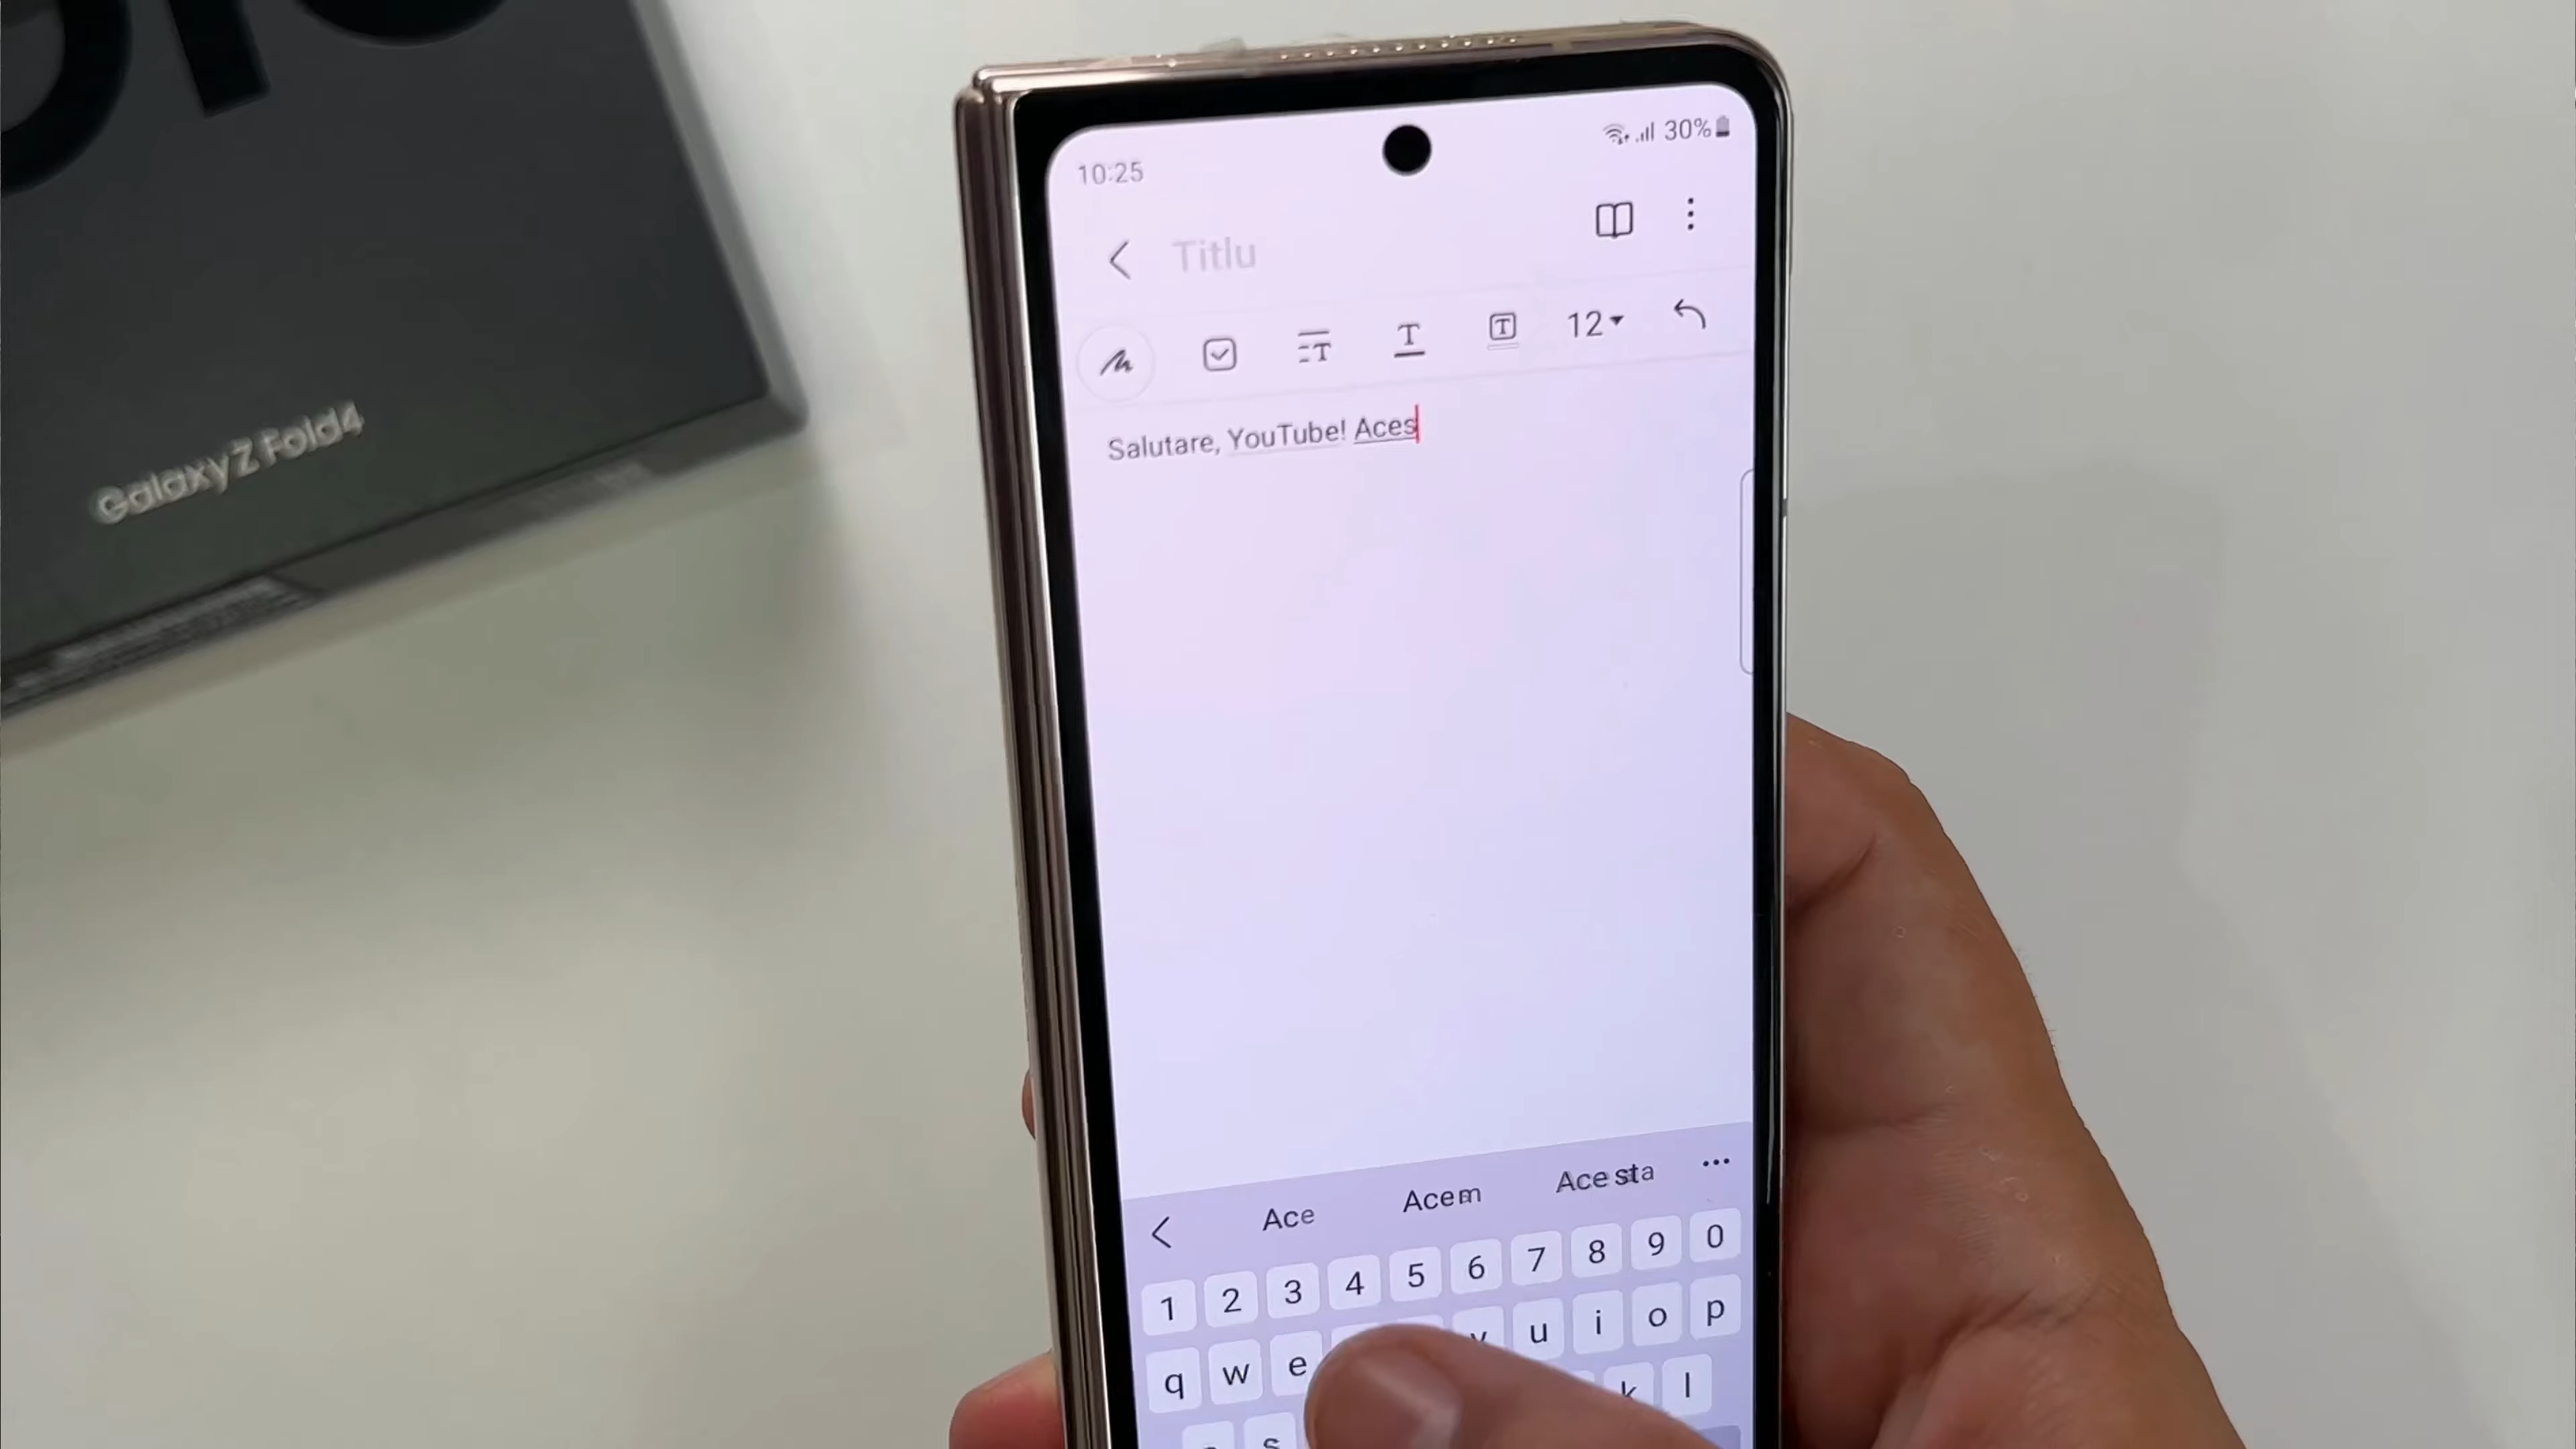 Galaxy Z Fold4
10:25
30%
Titlu
12
Salutare, YouTube! Aces
Ace Acem Acesta
1 2 3 4 5 6 7 8 9 0
q w e u i o p
s k l